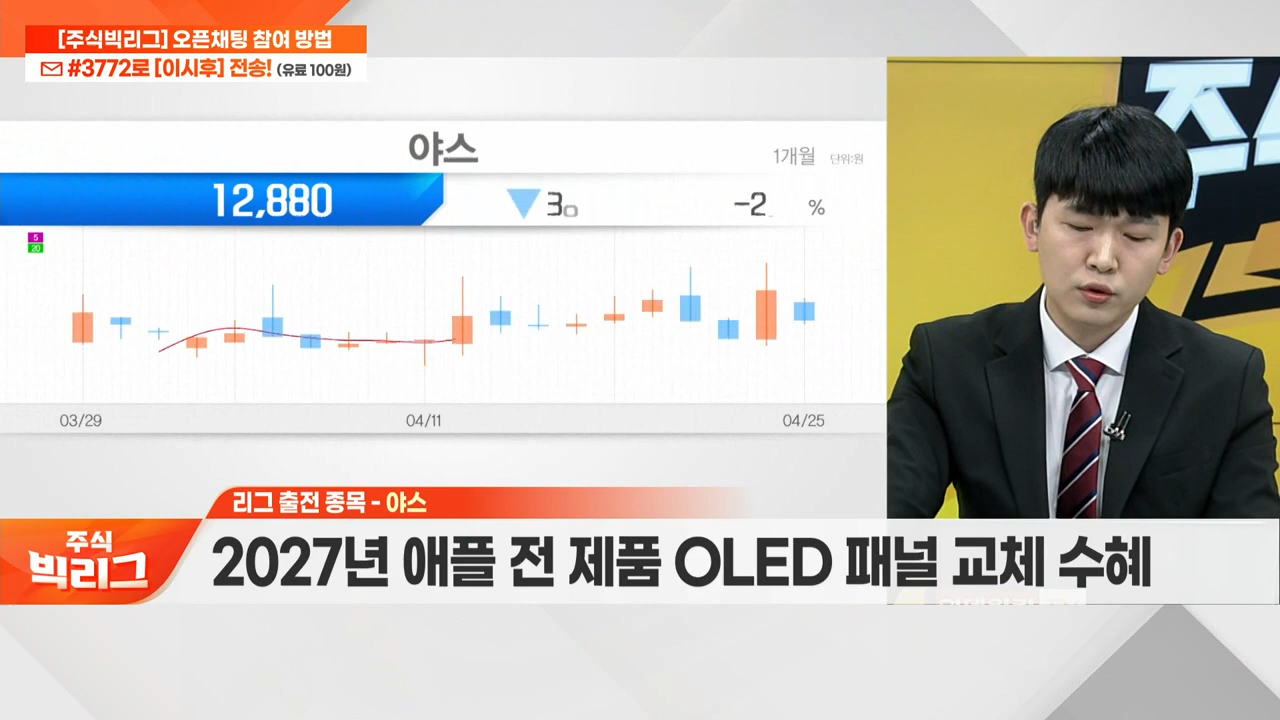 [주식빅리그] 오픈채팅 참여 방법
#3772로 [이시후] 전송! (유료 100원)
야스
1개월 단위:원
12,880 ▼ -2 %
5
20
03/29 04/11 04/25
리그 출전 종목 - 야스
주식
빅리그
2027년 애플 전 제품 OLED 패널 교체 수혜